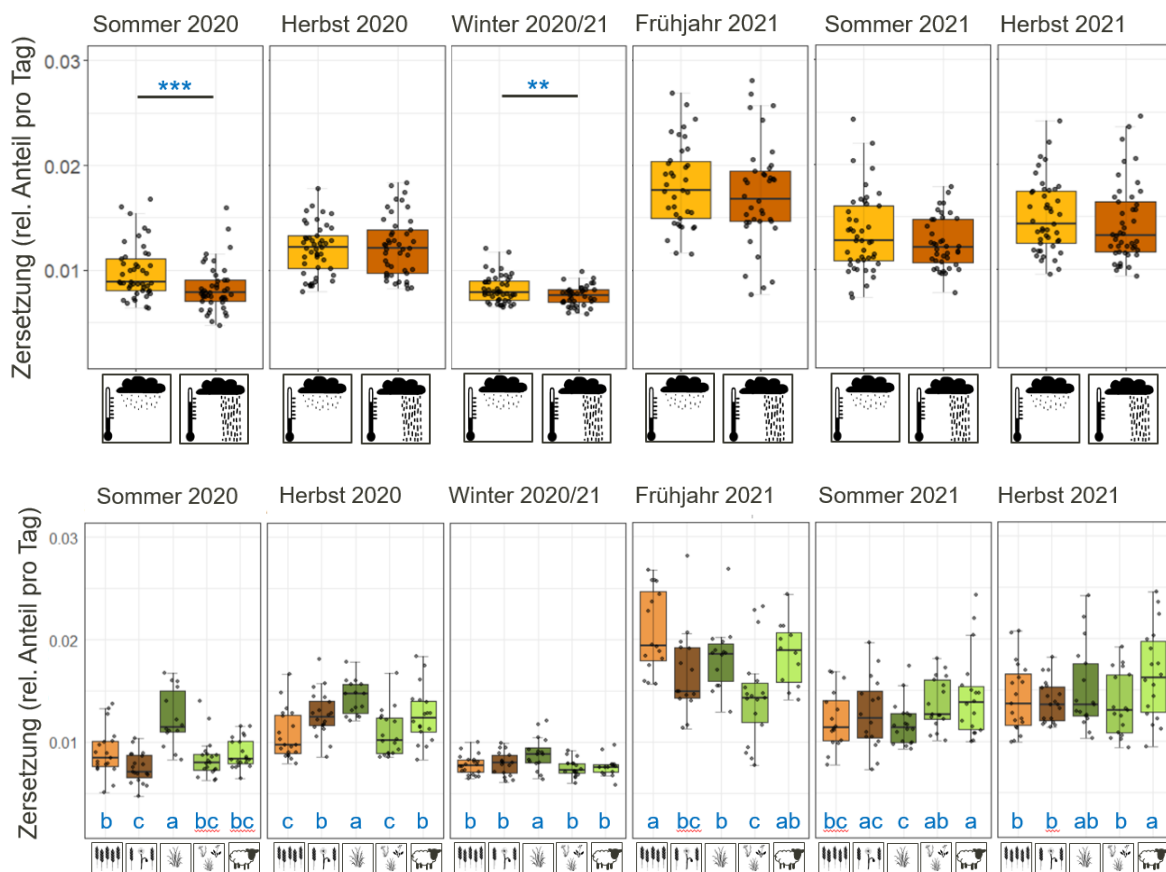 Sommer 2020 Herbst 2020 Winter 2020/21 Frühjahr 2021 Sommer 2021 Herbst 2021
Zersetzung (rel. Anteil pro Tag)
0.03
*** **
0.02
0.01
Sommer 2020 Herbst 2020 Winter 2020/21 Frühjahr 2021 Sommer 2021 Herbst 2021
Zersetzung (rel. Anteil pro Tag)
0.03
0.02
0.01
b c a bc bc c b a c b b b a b b a bc b c ab bc ac c ab a b b ab b a